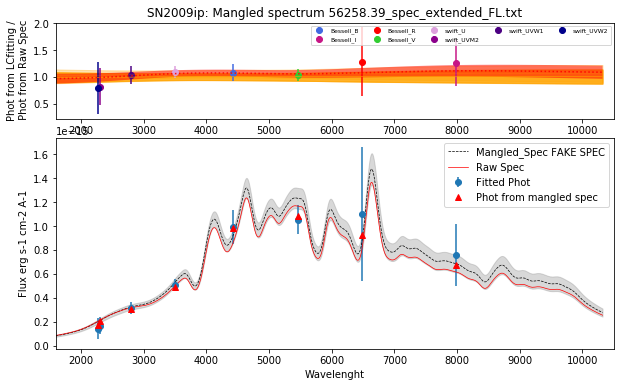 SN2009ip: Mangled spectrum 56258.39_spec_extended_FL.txt
Phot from LCfitting /
Phot from Raw Spec
2.0
1.5
1.0
0.5
Bessell_B
Bessell_I
Bessell_R
Bessell_V
swift_U
swift_UVM2
swift_UVW1
swift_UVW2
2000 3000 4000 5000 6000 7000 8000 9000 10000
Flux erg s-1 cm-2 A-1
1.6
1.4
1.2
1.0
0.8
0.6
0.4
0.2
0.0
Mangled_Spec FAKE SPEC
Raw Spec
Fitted Phot
Phot from mangled spec
2000 3000 4000 5000 6000 7000 8000 9000 10000
Wavelenght